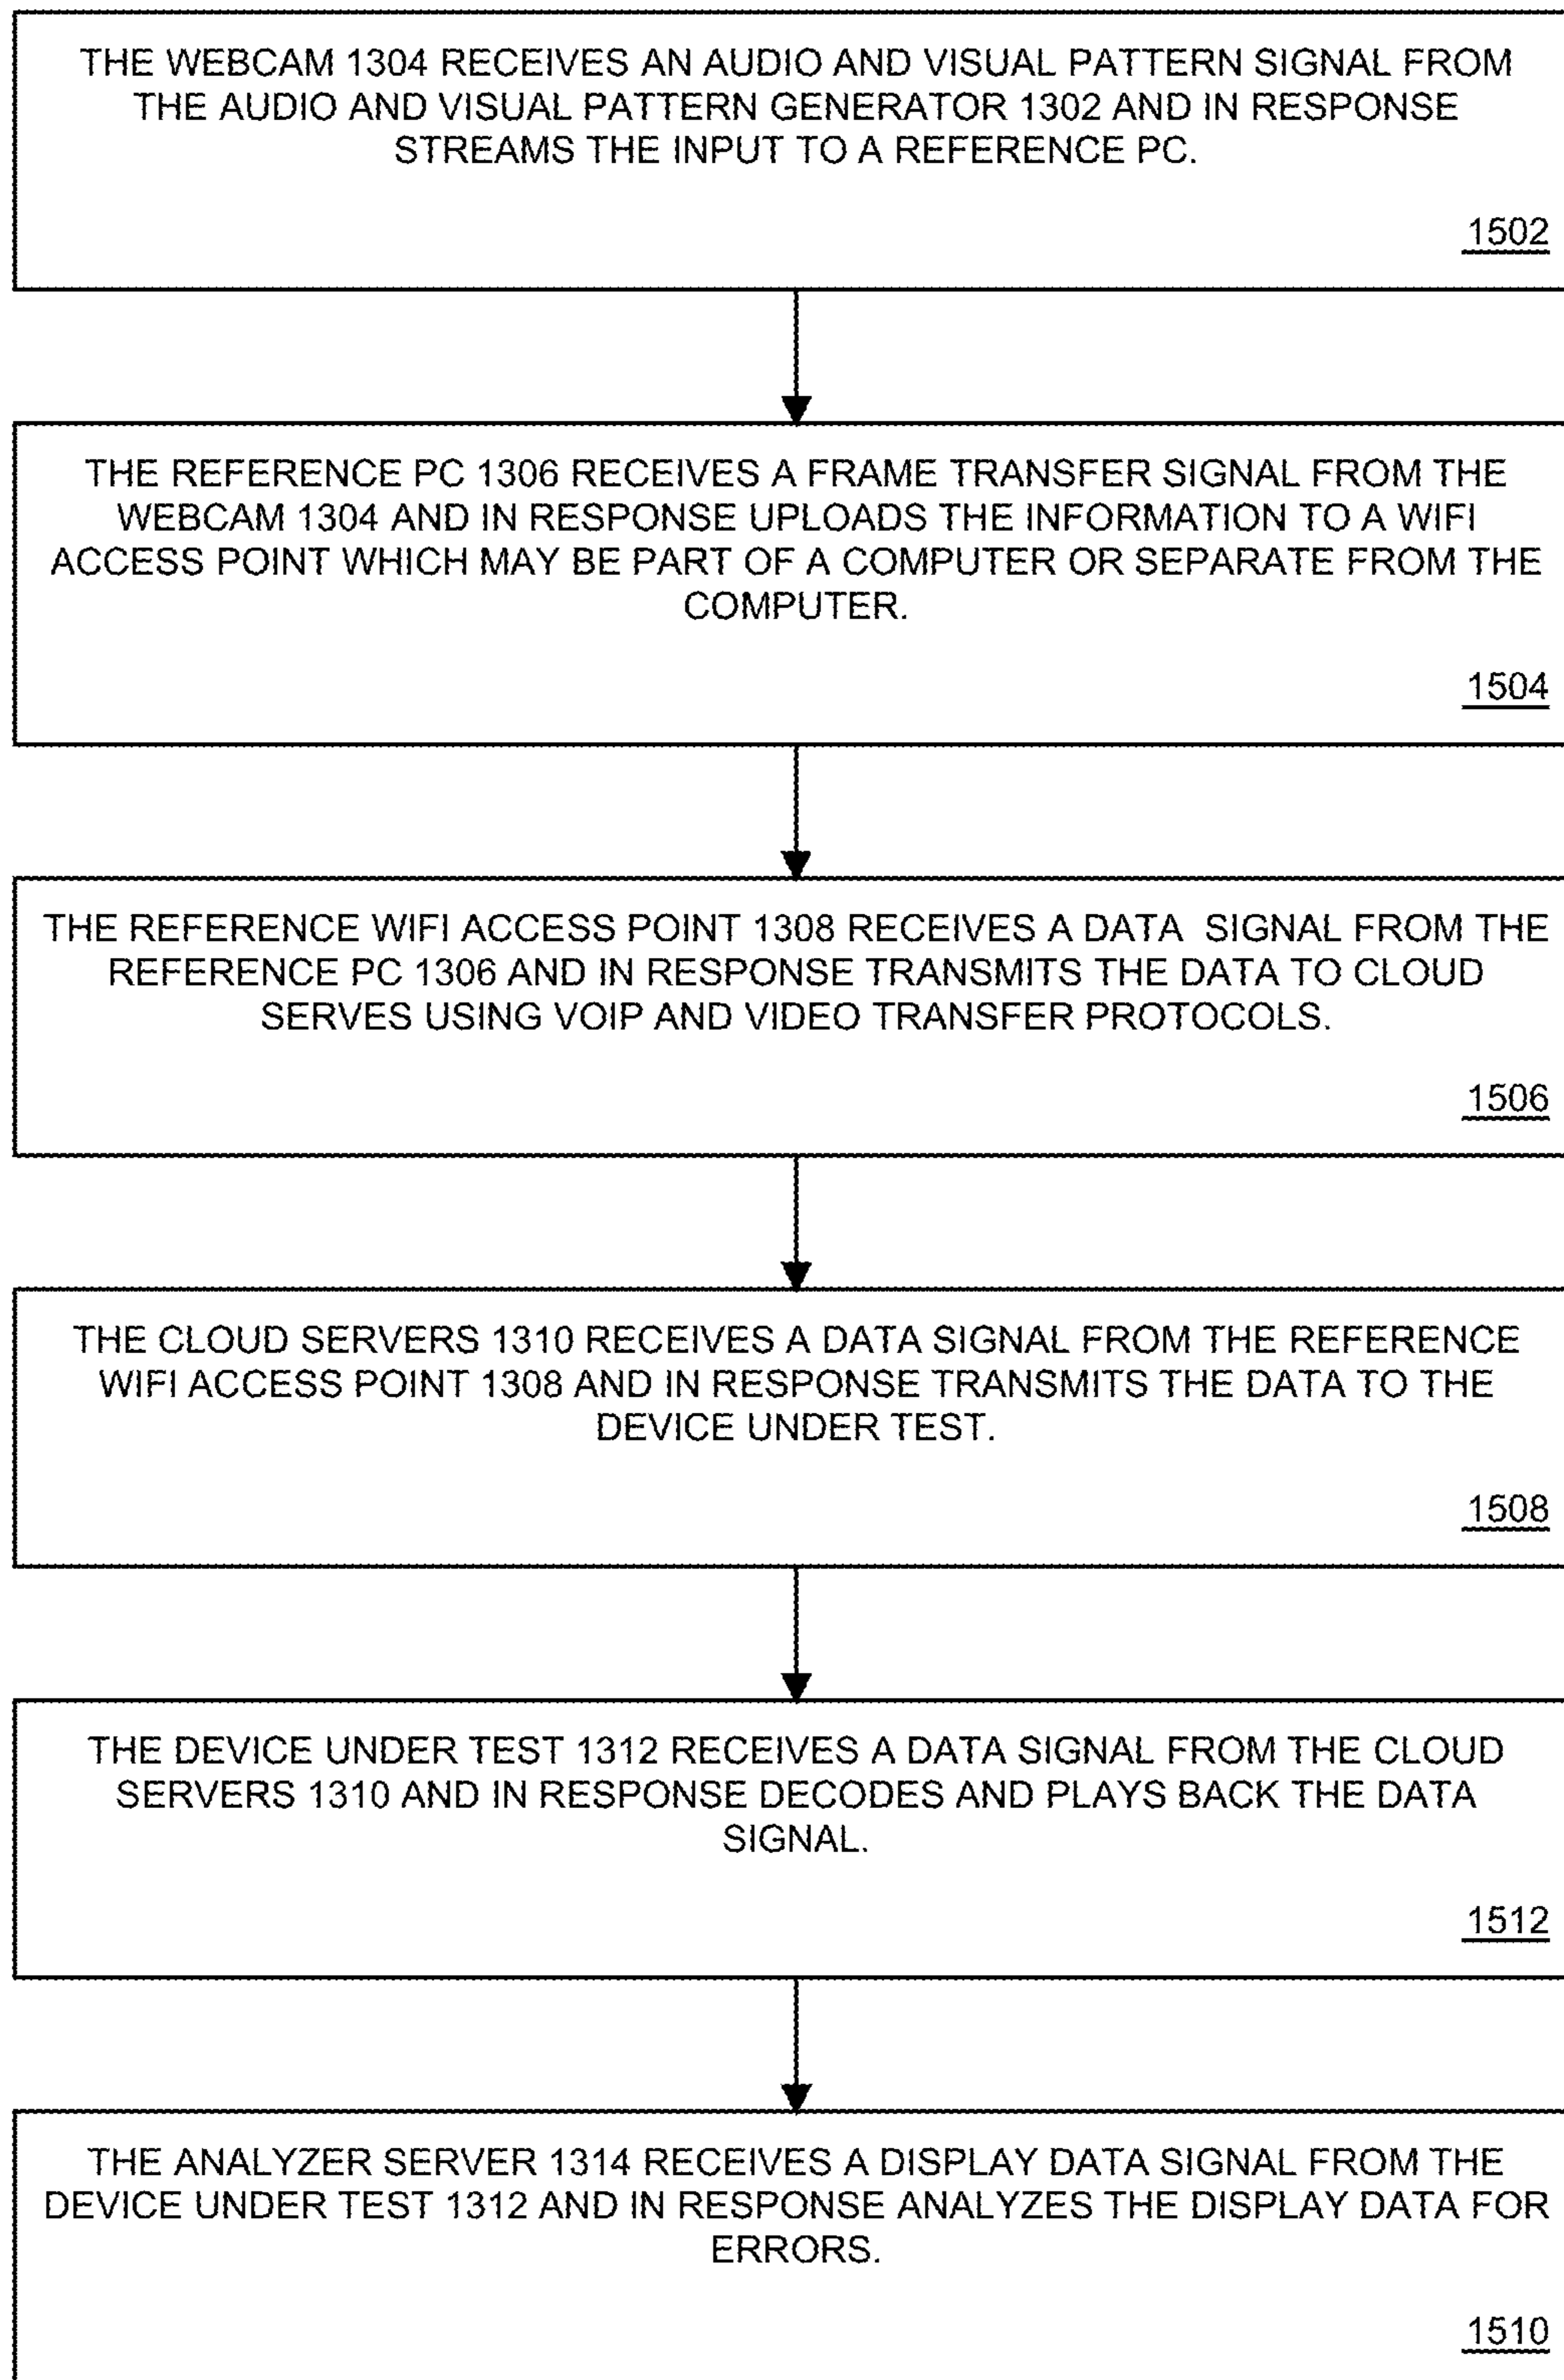 THE WEBCAM 1304 RECEIVES AN AUDIO AND VISUAL PATTERN SIGNAL FROM
THE AUDIO AND VISUAL PATTERN GENERATOR 1302 AND IN RESPONSE
STREAMS THE INPUT TO A REFERENCE PC.
1502
THE REFERENCE PC 1306 RECEIVES A FRAME TRANSFER SIGNAL FROM THE
WEBCAM 1304 AND IN RESPONSE UPLOADS THE INFORMATION TO A WIFI
ACCESS POINT WHICH MAY BE PART OF A COMPUTER OR SEPARATE FROM THE
COMPUTER.
1504
THE REFERENCE WIFI ACCESS POINT 1308 RECEIVES A DATA  SIGNAL FROM THE
REFERENCE PC 1306 AND IN RESPONSE TRANSMITS THE DATA TO CLOUD
SERVES USING VOIP AND VIDEO TRANSFER PROTOCOLS.
1506
THE CLOUD SERVERS 1310 RECEIVES A DATA SIGNAL FROM THE REFERENCE
WIFI ACCESS POINT 1308 AND IN RESPONSE TRANSMITS THE DATA TO THE
DEVICE UNDER TEST.
1508
THE DEVICE UNDER TEST 1312 RECEIVES A DATA SIGNAL FROM THE CLOUD
SERVERS 1310 AND IN RESPONSE DECODES AND PLAYS BACK THE DATA
SIGNAL.
1512
THE ANALYZER SERVER 1314 RECEIVES A DISPLAY DATA SIGNAL FROM THE
DEVICE UNDER TEST 1312 AND IN RESPONSE ANALYZES THE DISPLAY DATA FOR
ERRORS.
1510